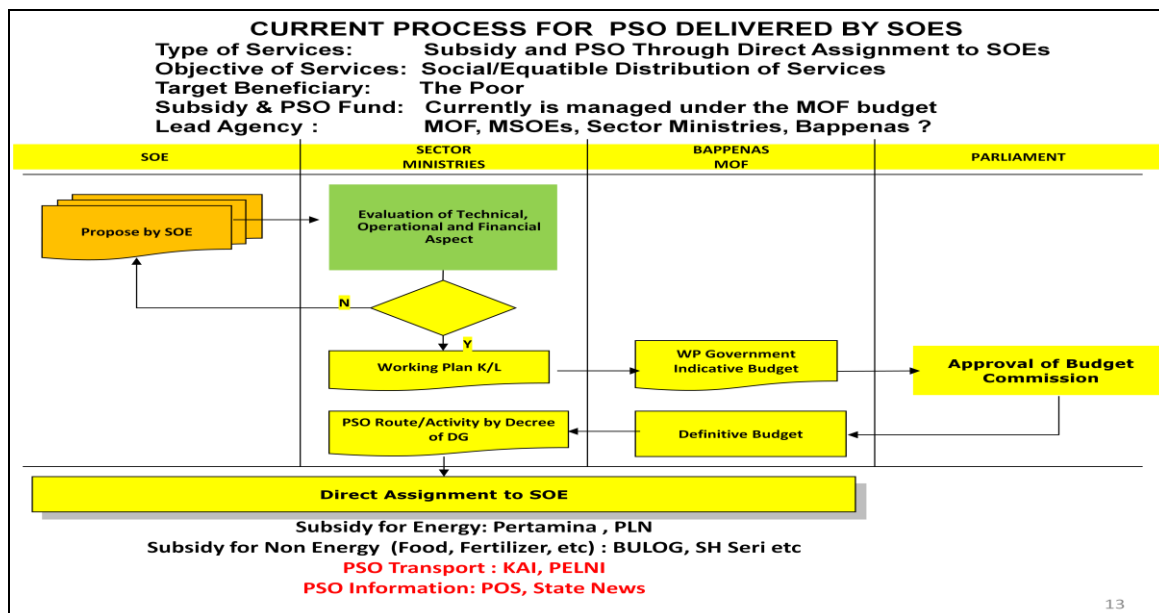 CURRENT PROCESS FOR PSO DELIVERED BY SOES
Type of Services: Subsidy and PSO Through Direct Assignment to SOEs
Objective of Services: Social/Equatible Distribution of Services
Target Beneficiary: The Poor
Subsidy & PSO Fund: Currently is managed under the MOF budget
Lead Agency : MOF, MSOEs, Sector Ministries, Bappenas ?
SOE
SECTOR
MINISTRIES
BAPPENAS
MOF
PARLIAMENT
Propose by SOE
Evaluation of Technical,
Operational and Financial
Aspect
N
Y
Working Plan K/L
WP Government
Indicative Budget
Approval of Budget
Commission
PSO Route/Activity by Decree
of DG
Definitive Budget
Direct Assignment to SOE
Subsidy for Energy: Pertamina , PLN
Subsidy for Non Energy (Food, Fertilizer, etc) : BULOG, SH Seri etc
PSO Transport : KAI, PELNI
PSO Information: POS, State News
13